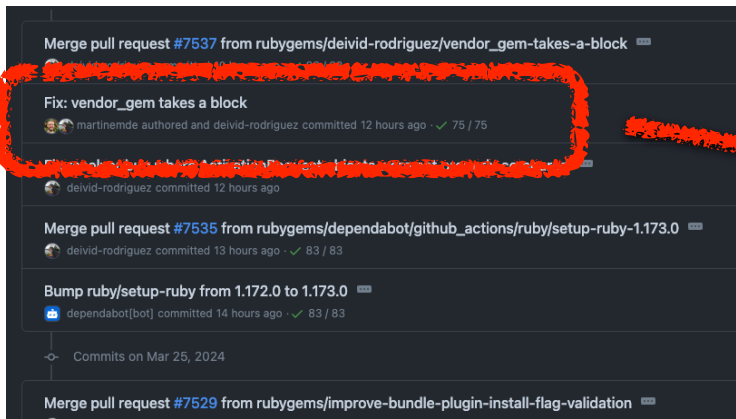 Merge pull request #7537 from rubygems/deivid-rodriguez/vendor_gem-takes-a-block
Fix: vendor_gem takes a block
martinemde authored and deivid-rodriguez committed 12 hours ago · ✓ 75 / 75
deivid-rodriguez committed 12 hours ago
Merge pull request #7535 from rubygems/dependabot/github_actions/ruby/setup-ruby-1.173.0
deivid-rodriguez committed 13 hours ago · ✓ 83 / 83
Bump ruby/setup-ruby from 1.172.0 to 1.173.0
dependabot[bot] committed 14 hours ago · ✓ 83 / 83
Commits on Mar 25, 2024
Merge pull request #7529 from rubygems/improve-bundle-plugin-install-flag-validation